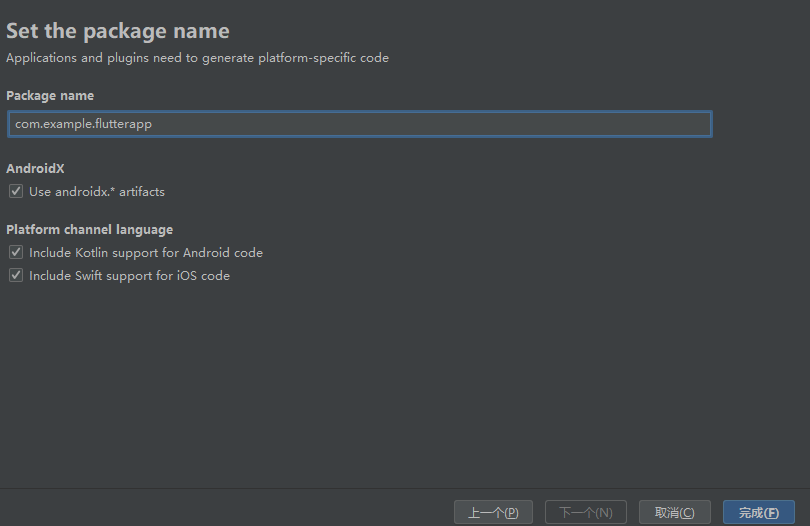 Set the package name
Applications and plugins need to generate platform-specific code
Package name
com.example.flutterapp
AndroidX
Use androidx.* artifacts
Platform channel language
Include Kotlin support for Android code
Include Swift support for iOS code
上一个(P) 下一个(N) 取消(C) 完成(F)